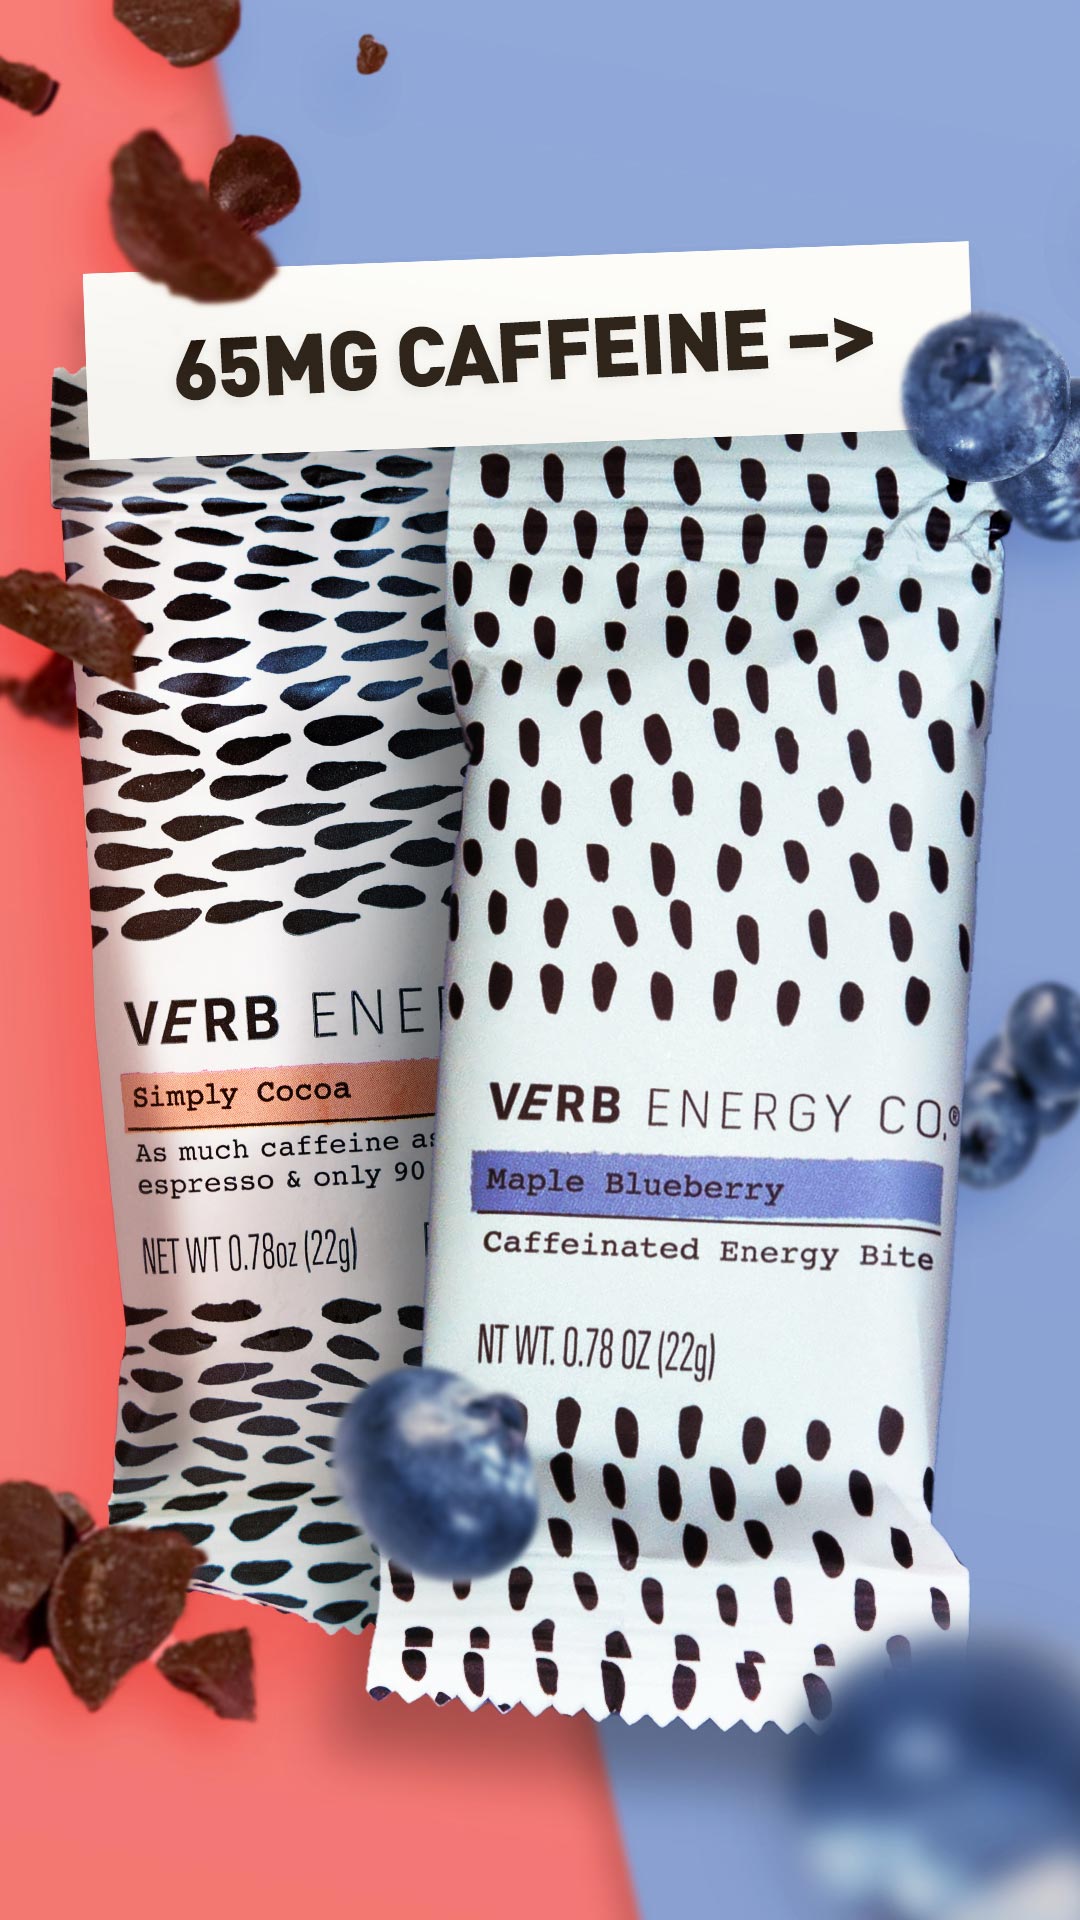 65MG CAFFEINE –>
VERB ENE
Simply Cocoa
As much caffeine as
espresso & only 90
NET WT 0.78oz (22g)
VERB ENERGY CO.®
Maple Blueberry
Caffeinated Energy Bite
NT WT. 0.78 OZ (22g)